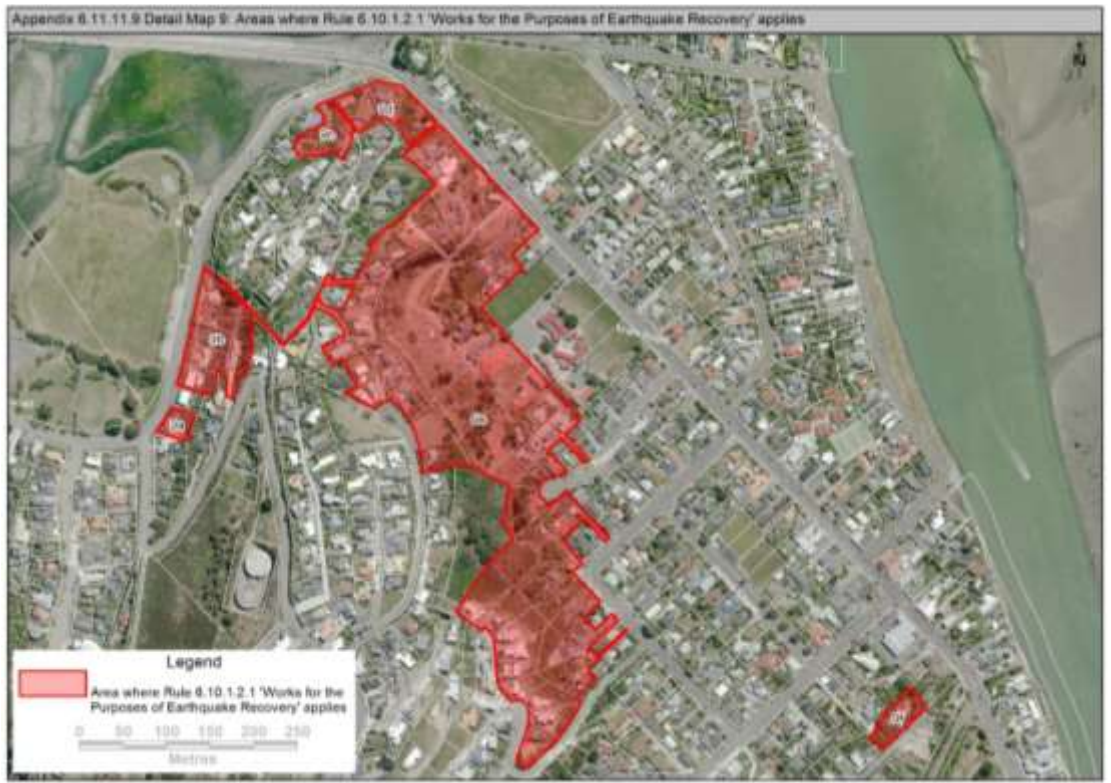 Appendix 6.11.11.9 Detail Map 9: Areas where Rule 6.10.1.2.1 'Works for the Purposes of Earthquake Recovery' applies
N
Legend
Area where Rule 6.10.1.2.1 'Works for the
Purposes of Earthquake Recovery' applies
0 50 100 150 200 250
Metres